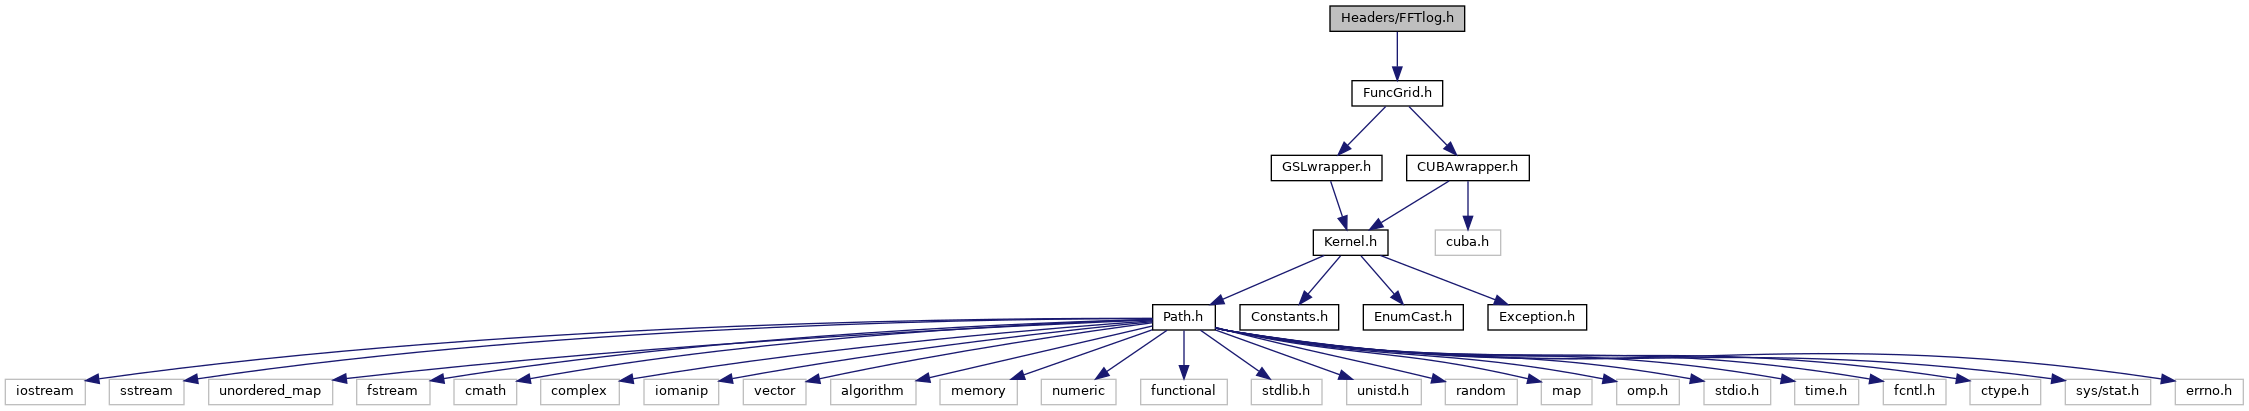 Headers/FFTlog.h
FuncGrid.h
GSLwrapper.h
CUBAwrapper.h
Kernel.h
cuba.h
Path.h
Constants.h
EnumCast.h
Exception.h
iostream
sstream
unordered_map
fstream
cmath
complex
iomanip
vector
algorithm
memory
numeric
functional
stdlib.h
unistd.h
random
map
omp.h
stdio.h
time.h
fcntl.h
ctype.h
sys/stat.h
errno.h